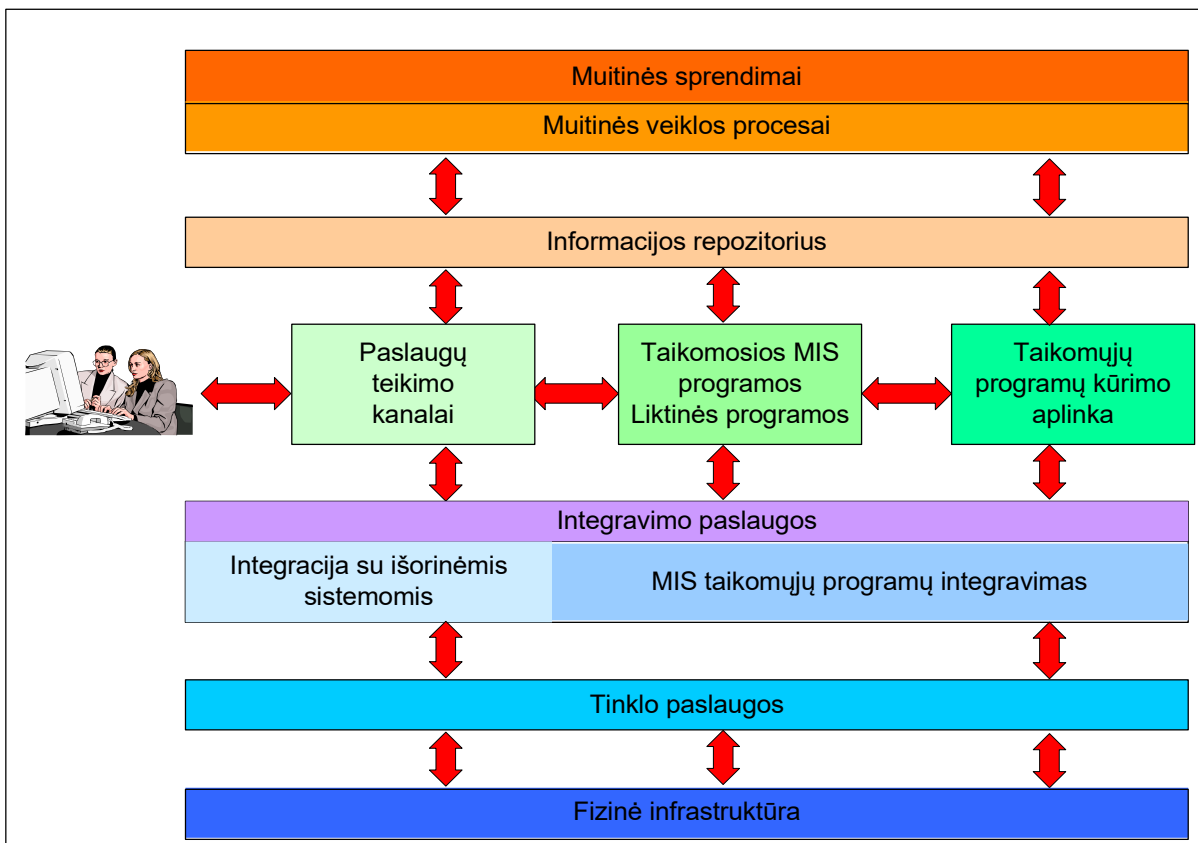 Muitinės sprendimai
Muitinės veiklos procesai
Informacijos repozitorius
Paslaugų
teikimo
kanalai
Taikomosios MIS
programos
Liktinės programos
Taikomųjų
programų kūrimo
aplinka
Integravimo paslaugos
Integracija su išorinėmis
sistemomis
MIS taikomųjų programų integravimas
Tinklo paslaugos
Fizinė infrastruktūra